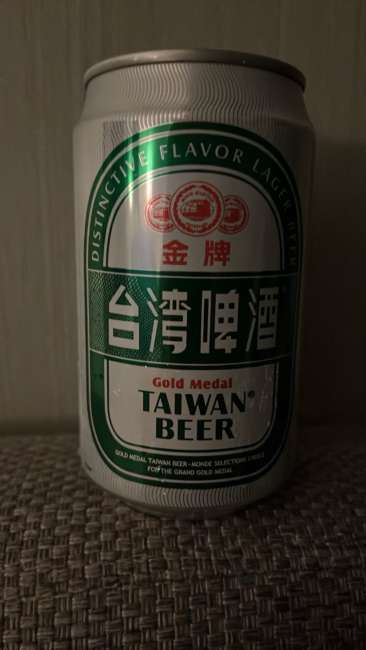 DISTINCTIVE FLAVOR LAGER BEER
金牌
台湾啤酒
Gold Medal
TAIWAN®
BEER
GOLD MEDAL TAIWAN BEER-MONDE SELECTION
FOR THE GRAND GOLD MEDAL